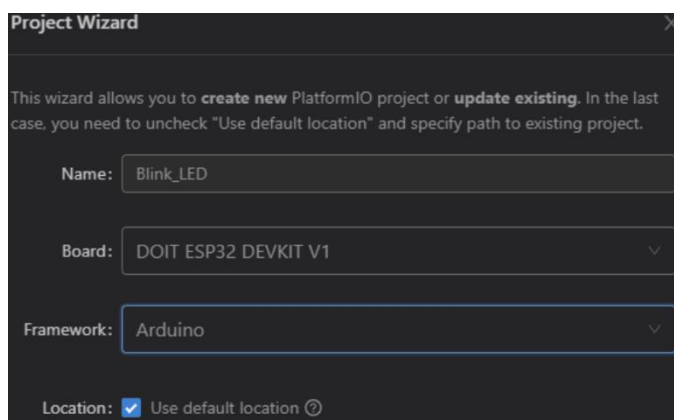 Project Wizard
This wizard allows you to create new PlatformIO project or update existing. In the last
case, you need to uncheck "Use default location" and specify path to existing project.
Name: Blink_LED
Board: DOIT ESP32 DEVKIT V1
Framework: Arduino
Location: Use default location